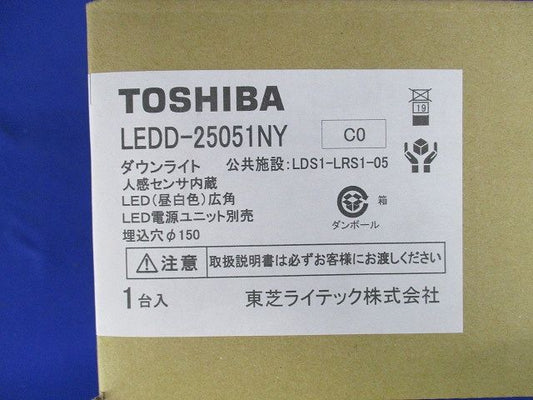 TOSHIBA
LEDD-25051NY
C0
19
ダウンライト 公共施設:LDS1-LRS1-05
人感センサ内蔵
LED(昼白色)広角
LED電源ユニット別売
埋込穴φ150
箱
ダンボール
注意 取扱説明書は必ずお客様にお渡しください
1台入 東芝ライテック株式会社